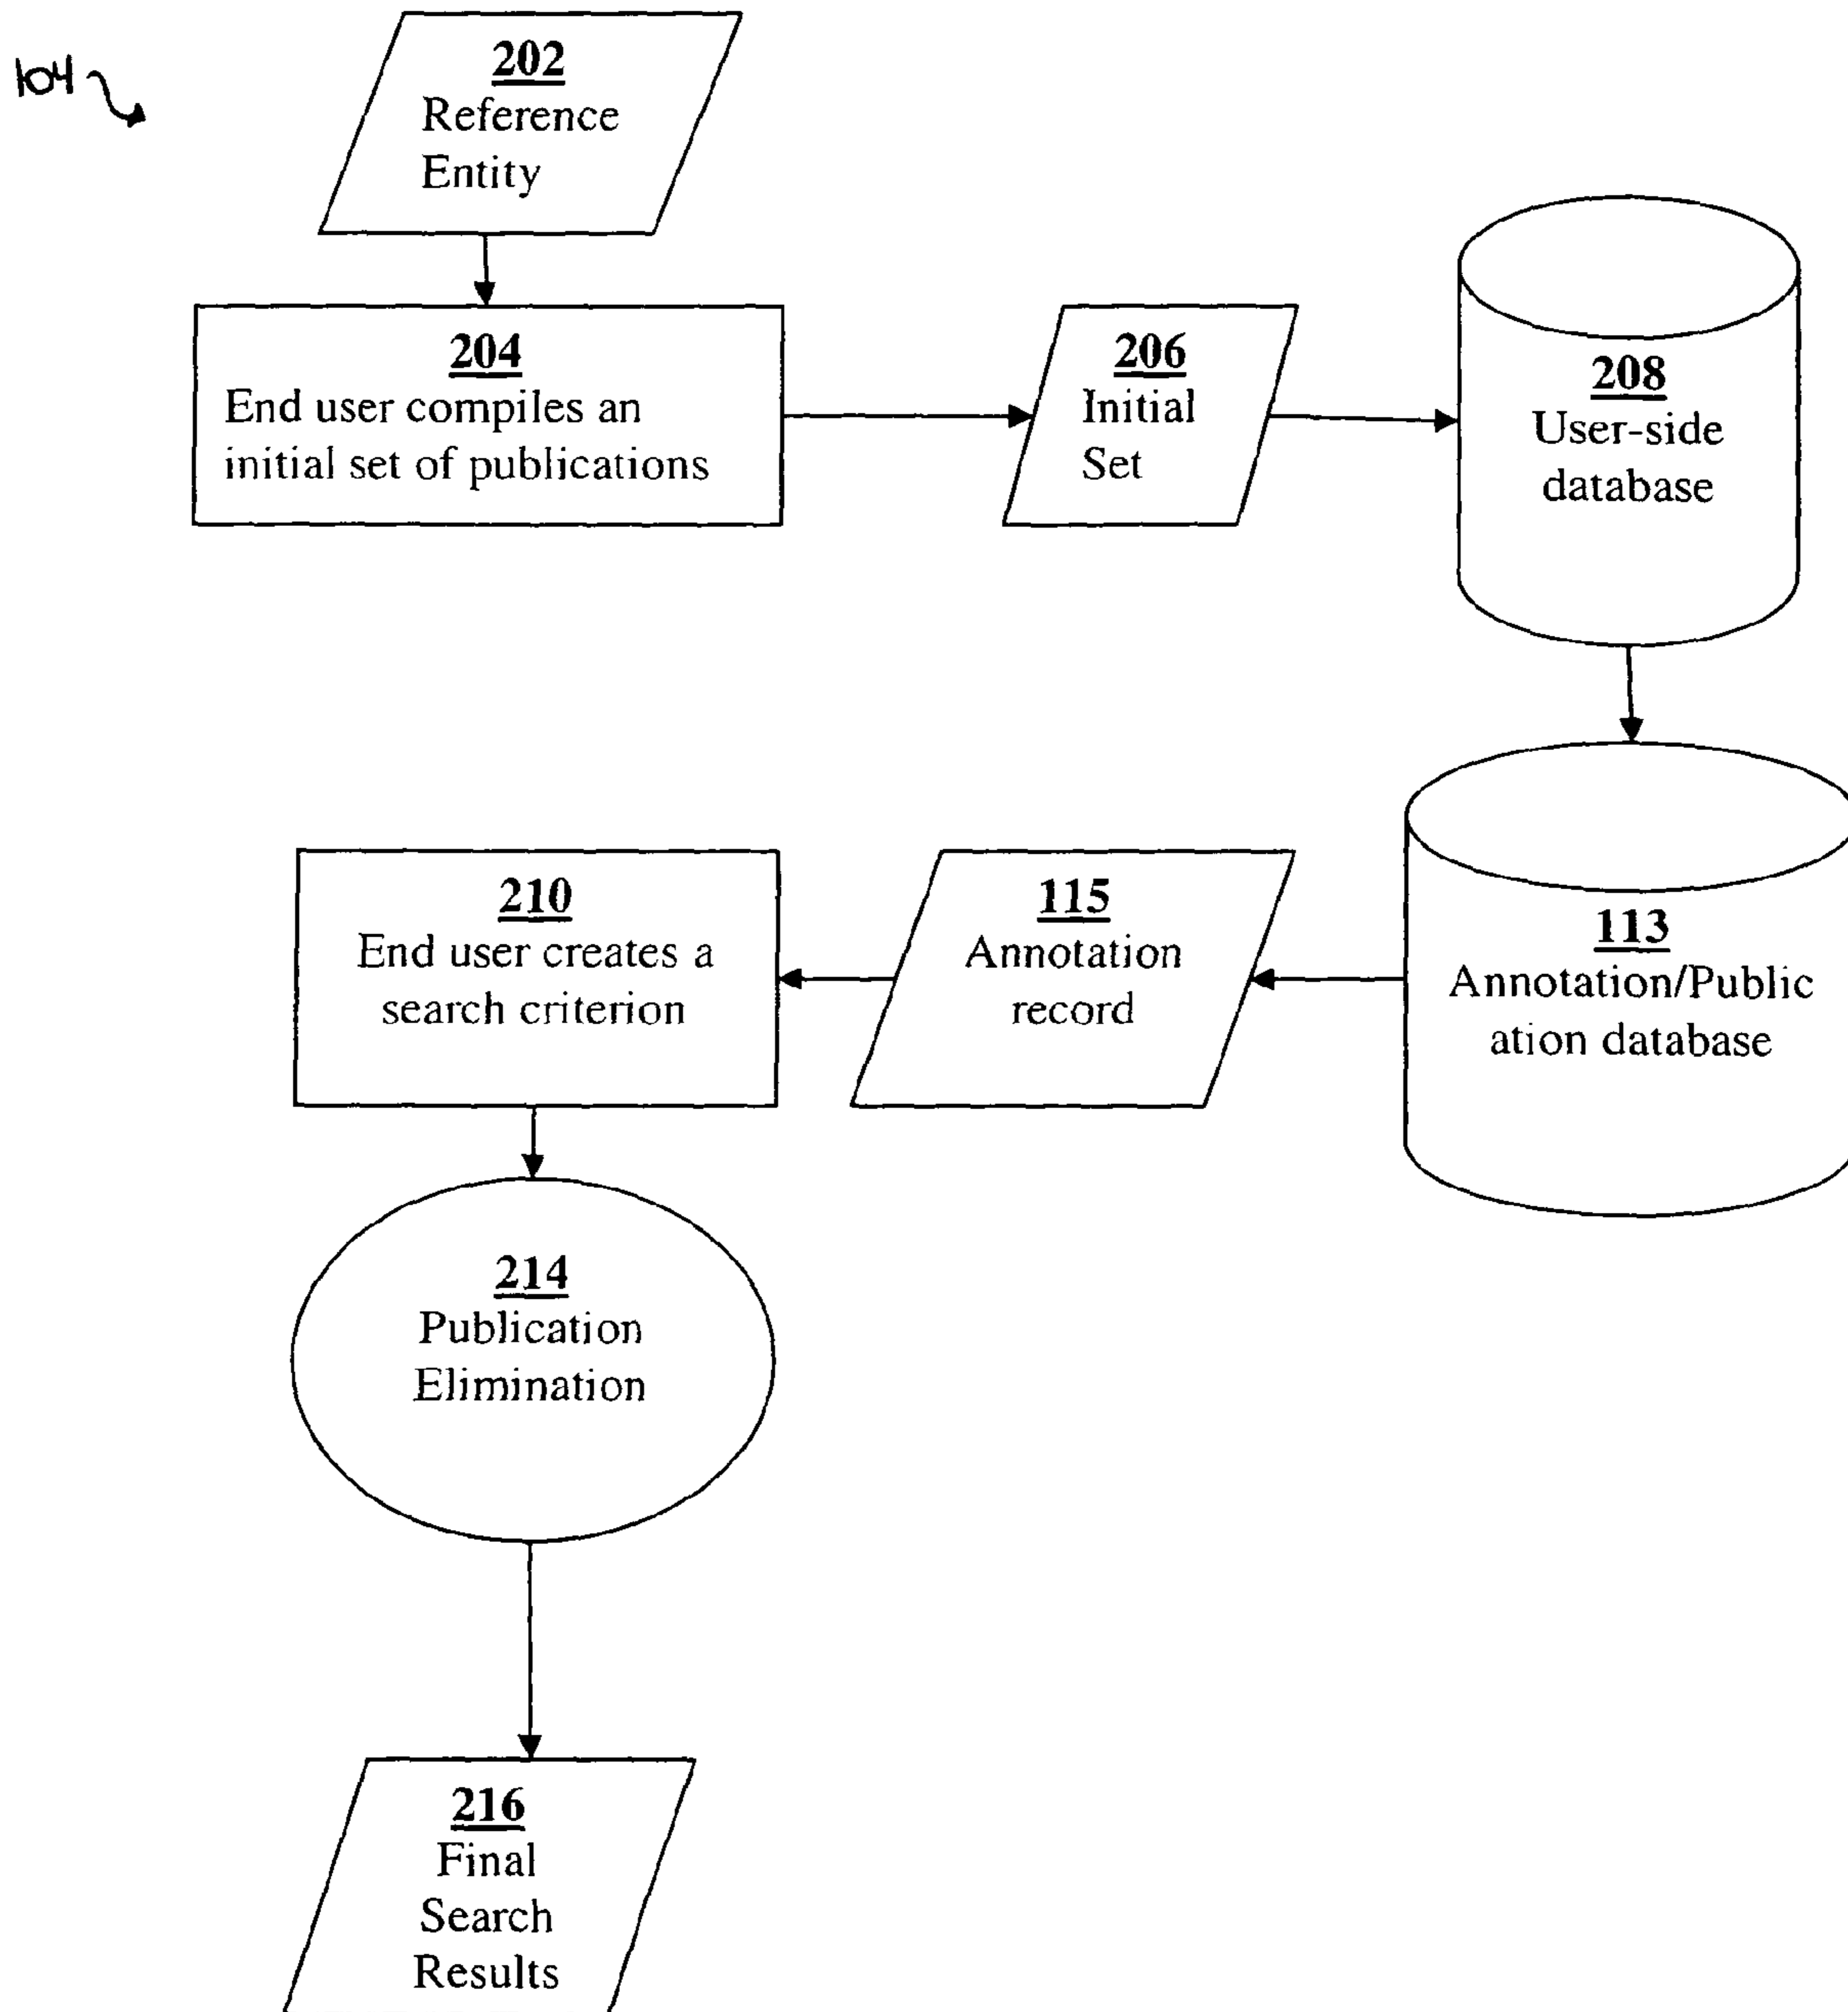 104
202
Reference
Entity
204
End user compiles an
initial set of publications
206
Initial
Set
208
User-side
database
210
End user creates a
search criterion
115
Annotation
record
113
Annotation/Public
ation database
214
Publication
Elimination
216
Final
Search
Results